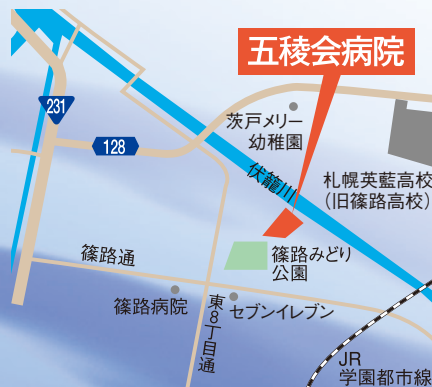 五稜会病院
231
128
茨戸メリー
幼稚園
伏籠川
札幌英藍高校
(旧篠路高校)
篠路みどり
公園
篠路通
篠路病院
東8丁目通
セブンイレブン
JR
学園都市線